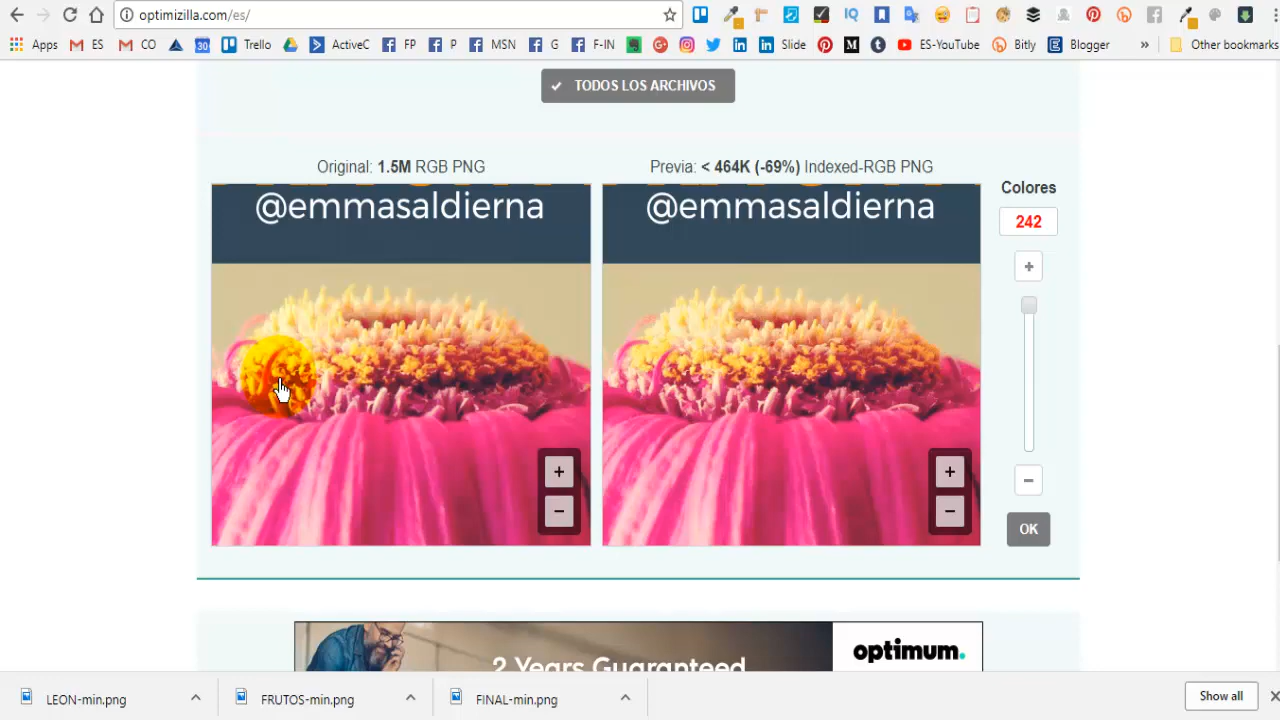 optimizilla.com/es/
Apps ES CO Trello ActiveC FP P MSN G F-IN Slide ES-YouTube Bitly Blogger » Other bookmarks
TODOS LOS ARCHIVOS
Original: 1.5M RGB PNG
Previa: < 464K (-69%) Indexed-RGB PNG
Colores
@emmasaldierna
@emmasaldierna
242
+
+
+
−
−
−
OK
2 Years Guaranteed
optimum.
LEON-min.png
FRUTOS-min.png
FINAL-min.png
Show all